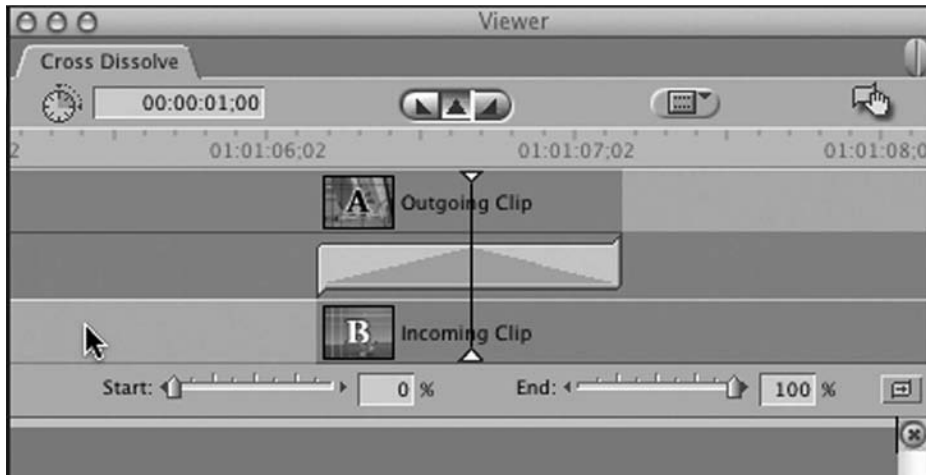 Viewer
Cross Dissolve
00:00:01;00
2 01:01:06;02 01:01:07;02 01:01:08;0
A Outgoing Clip
B Incoming Clip
Start: 0 % End: 100 %